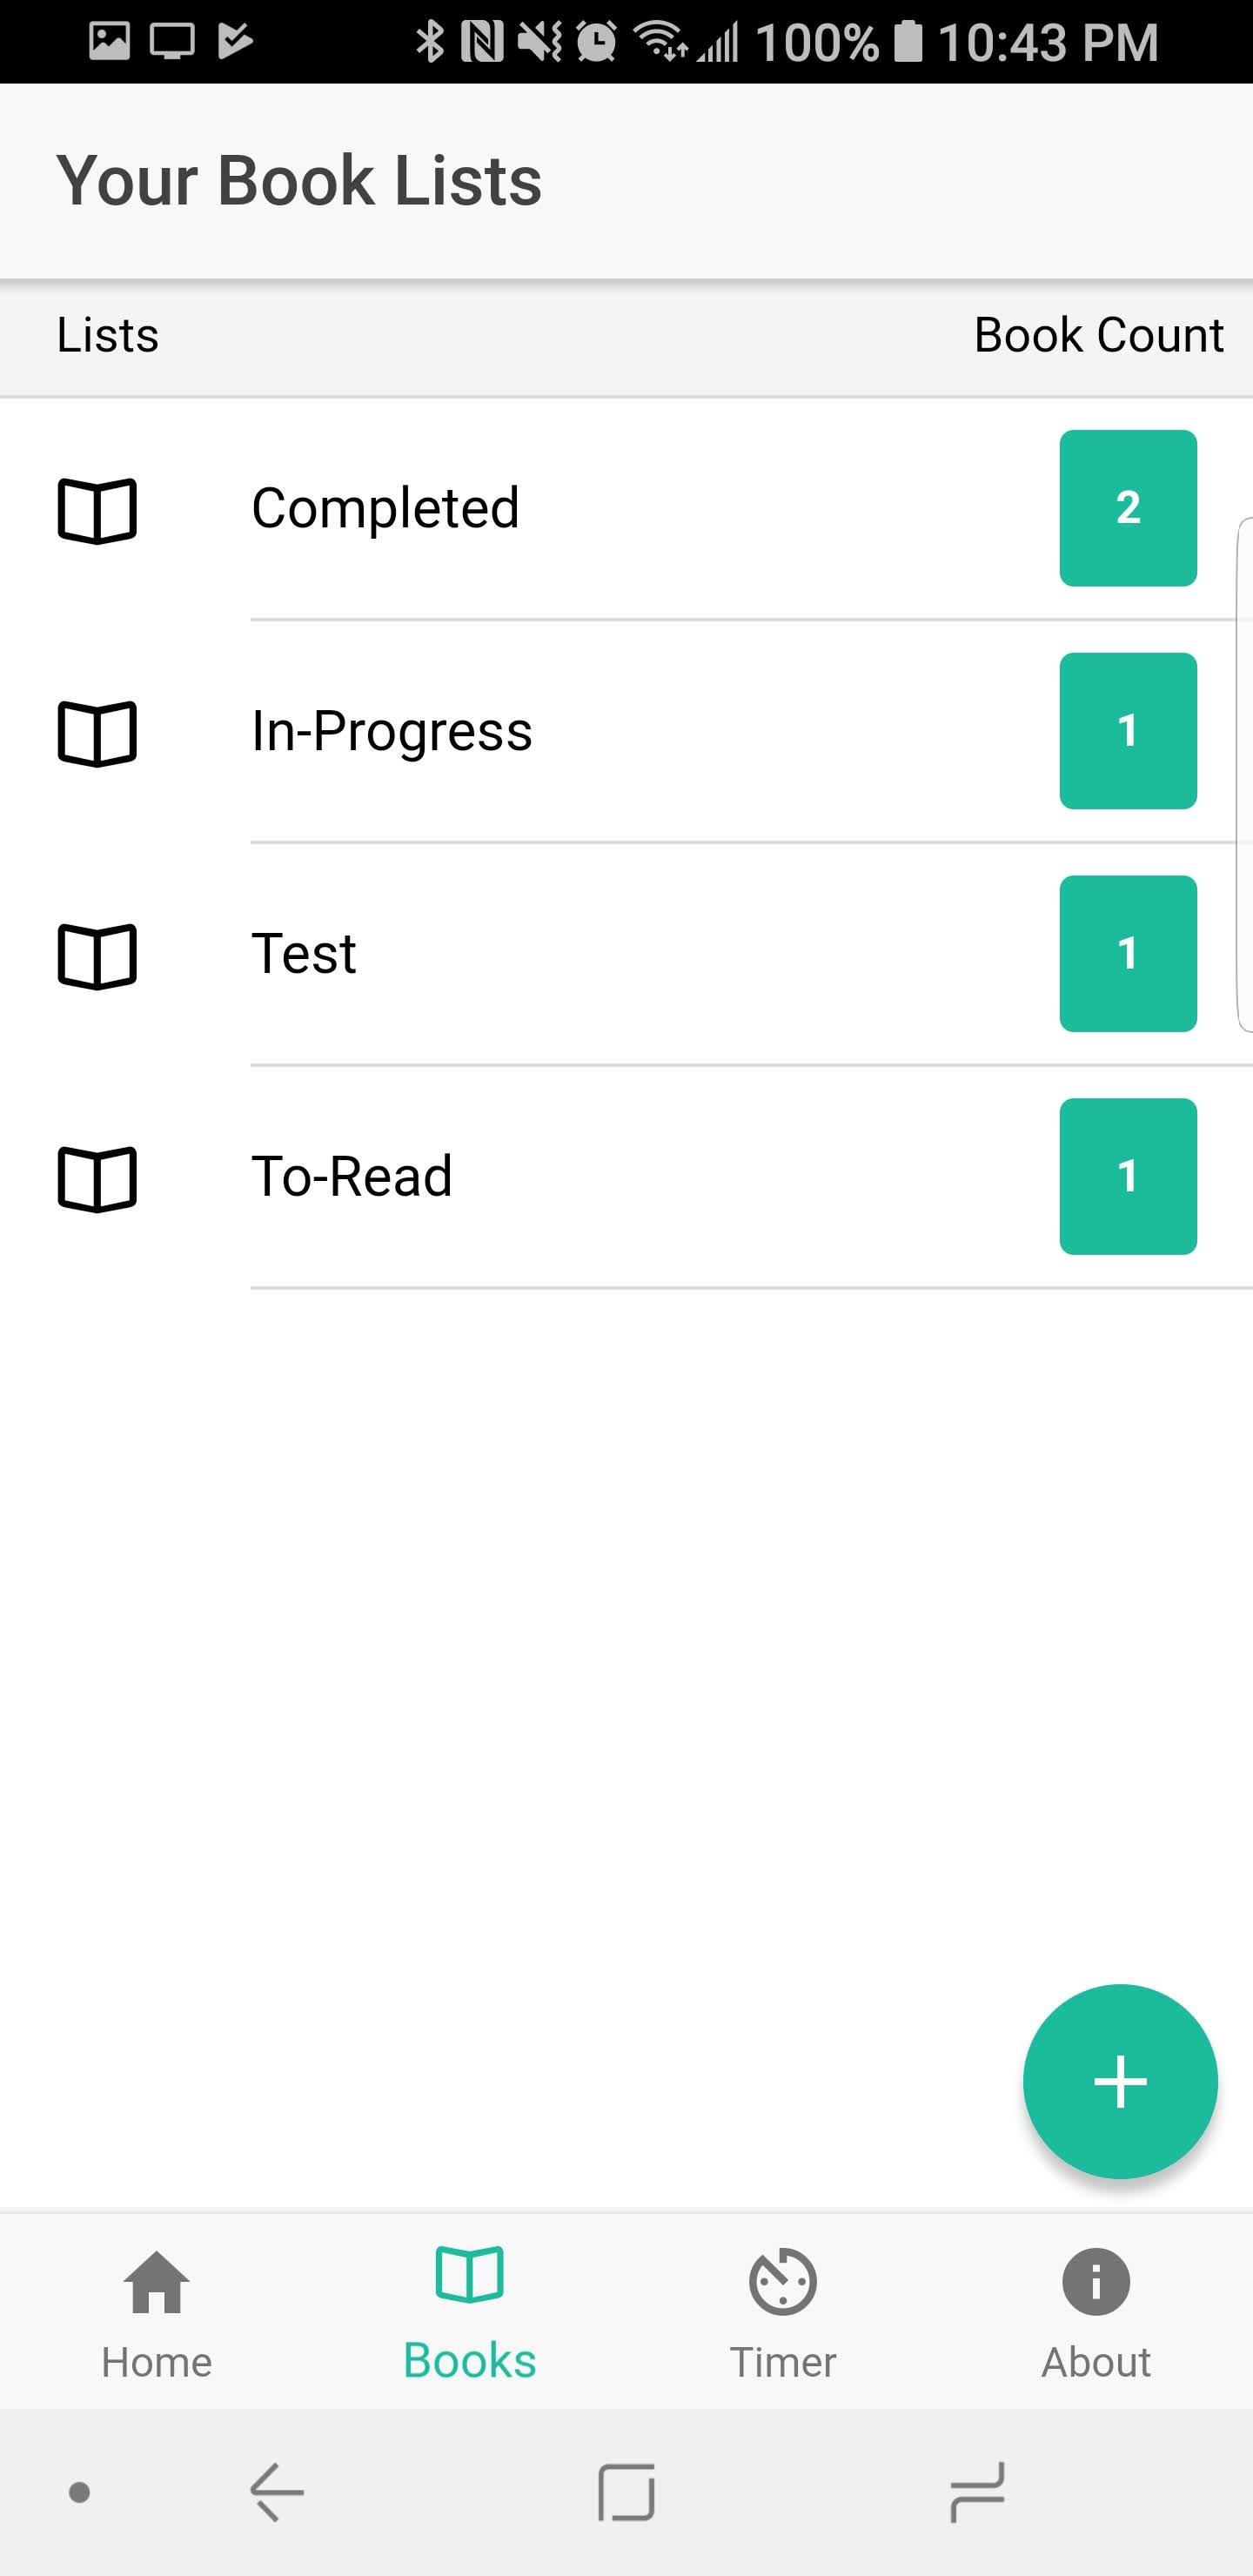 100% 10:43 PM
Your Book Lists
Lists Book Count
Completed 2
In-Progress 1
Test 1
To-Read 1
Home Books Timer About